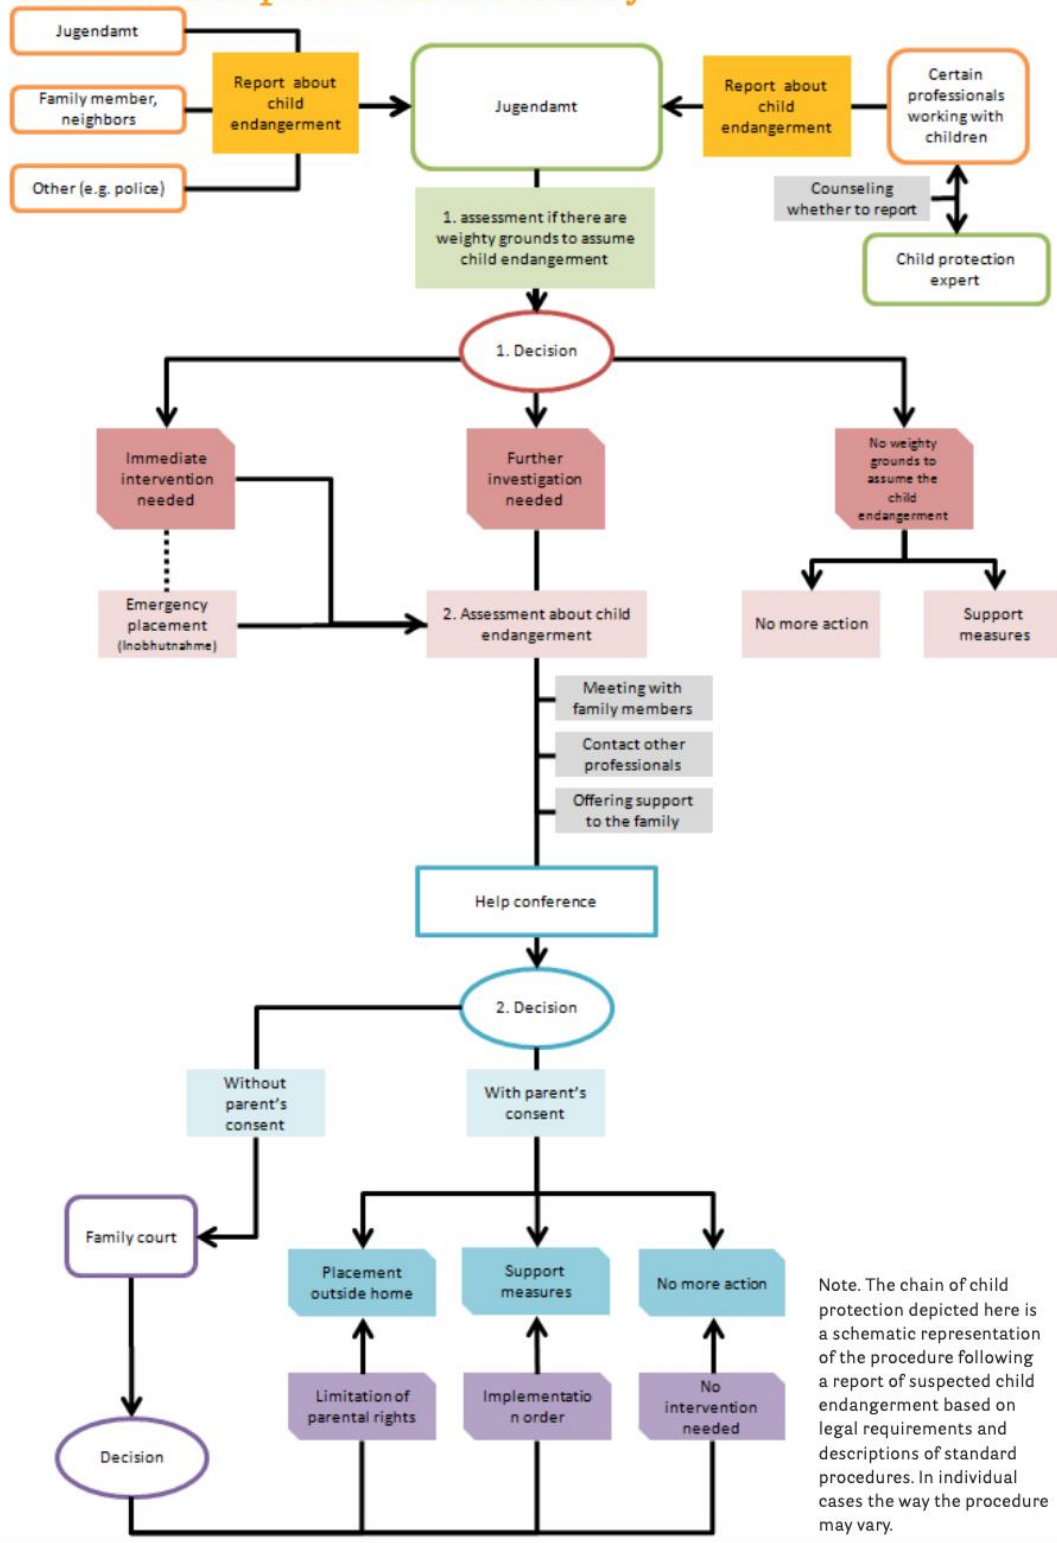 Jugendamt
Family member,
neighbors
Other (e.g. police)
Report about
child
endangerment
Jugendamt
Report about
child
endangerment
Certain
professionals
working with
children
Counseling
whether to report
Child protection
expert
1. assessment if there are
weighty grounds to assume
child endangerment
1. Decision
Immediate
intervention
needed
Further
investigation
needed
No weighty
grounds to
assume the
child
endangerment
Emergency
placement
(Inobhutnahme)
2. Assessment about child
endangerment
No more action
Support
measures
Meeting with
family members
Contact other
professionals
Offering support
to the family
Help conference
2. Decision
Without
parent's
consent
With parent's
consent
Family court
Placement
outside home
Support
measures
No more action
Limitation of
parental rights
Implementatio
n order
No
intervention
needed
Decision
Note. The chain of child
protection depicted here is
a schematic representation
of the procedure following
a report of suspected child
endangerment based on
legal requirements and
descriptions of standard
procedures. In individual
cases the way the procedure
may vary.